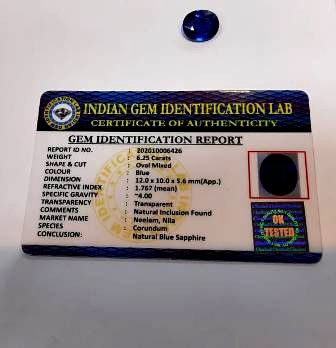 INDIAN GEM IDENTIFICATION LAB
CERTIFICATE OF AUTHENTICITY
GEM IDENTIFICATION REPORT
REPORT ID NO. : 202010006426
WEIGHT : 6.25 Carats
SHAPE & CUT : Oval Mixed
COLOUR : Blue
DIMENSION : 12.0 x 10.0 x 5.6 mm(App.)
REFRACTIVE INDEX : 1.767 (mean)
SPECIFIC GRAVITY : ~4.00
TRANSPARENCY : Transparent
COMMENTS : Natural Inclusion Found
MARKET NAME : Neelam, Nila
SPECIES : Corundum
CONCLUSION: : Natural Blue Sapphire
OK
TESTED